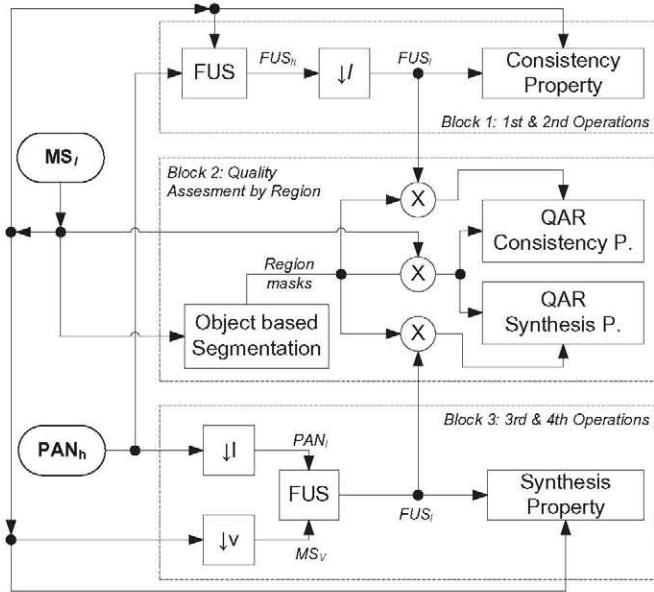 FUS
FUSh
↓l
FUSl
Consistency
Property
Block 1: 1st & 2nd Operations
MSl
Block 2: Quality
Assesment by Region
X
QAR
Consistency P.
Region
masks
X
Object based
Segmentation
X
QAR
Synthesis P.
Block 3: 3rd & 4th Operations
PANh
↓l
PANl
FUS
FUSl
Synthesis
Property
↓v
MSV